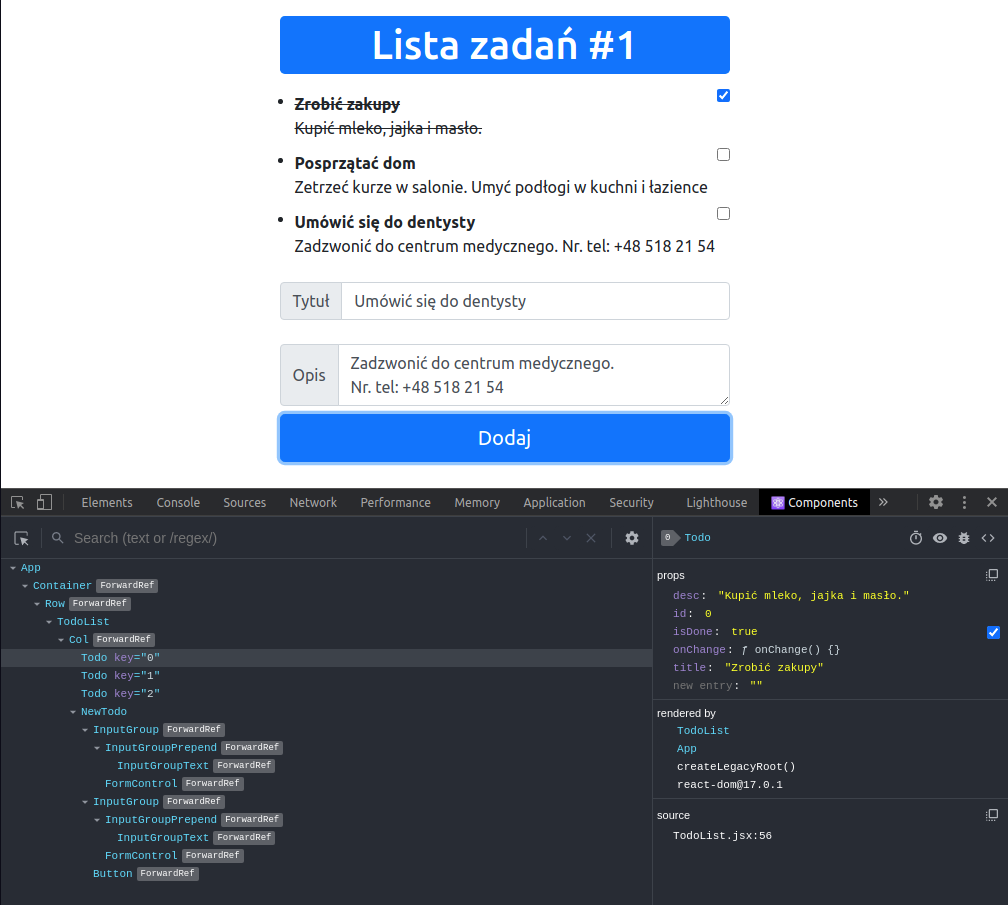 Lista zadań #1
Zrobić zakupy
Kupić mleko, jajka i masło.
Posprzątać dom
Zetrzeć kurze w salonie. Umyć podłogi w kuchni i łazience
Umówić się do dentysty
Zadzwonić do centrum medycznego. Nr. tel: +48 518 21 54
Tytuł Umówić się do dentysty
Opis Zadzwonić do centrum medycznego.
Nr. tel: +48 518 21 54
Dodaj
Elements Console Sources Network Performance Memory Application Security Lighthouse Components »
Search (text or /regex/)
App
Container ForwardRef
Row ForwardRef
TodoList
Col ForwardRef
Todo key="0"
Todo key="1"
Todo key="2"
NewTodo
InputGroup ForwardRef
InputGroupPrepend ForwardRef
InputGroupText ForwardRef
FormControl ForwardRef
InputGroup ForwardRef
InputGroupPrepend ForwardRef
InputGroupText ForwardRef
FormControl ForwardRef
Button ForwardRef
0 Todo
props
desc: "Kupić mleko, jajka i masło."
id: 0
isDone: true
onChange: ƒ onChange() {}
title: "Zrobić zakupy"
new entry: ""
rendered by
TodoList
App
createLegacyRoot()
react-dom@17.0.1
source
TodoList.jsx:56